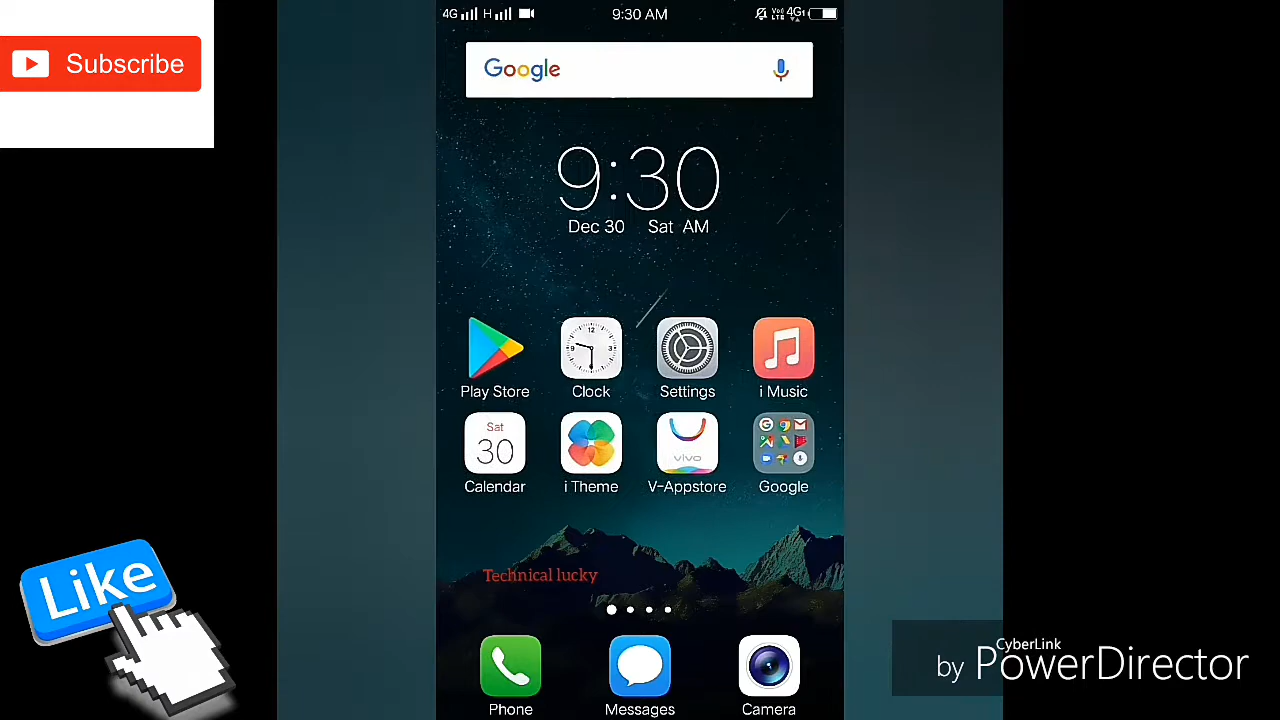 Subscribe
4G H 9:30 AM VoLTE 4G
Google
9:30
Dec 30 Sat AM
Play Store Clock Settings i Music
Sat
30
vivo
Calendar i Theme V-Appstore Google
Technical lucky
Like
Phone Messages Camera
CyberLink
by PowerDirector